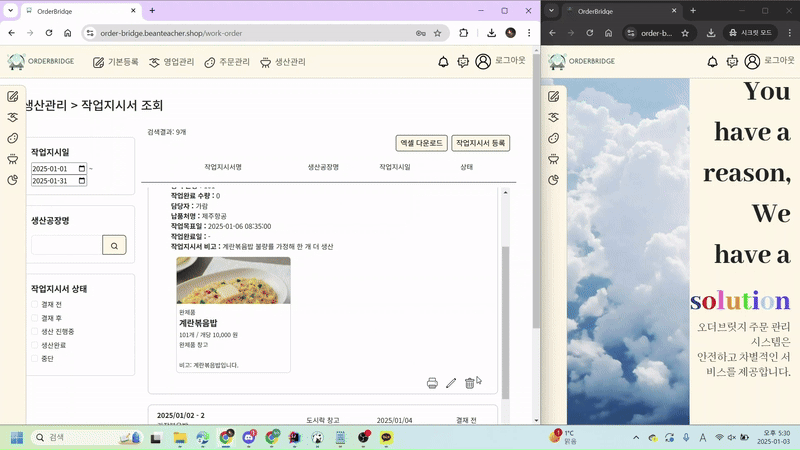 OrderBridge
order-bridge.beanteacher.shop/work-order
ORDERBRIDGE
기본등록
영업관리
주문관리
생산관리
로그아웃
생산관리 > 작업지시서 조회
작업지시일
2025-01-01
~
2025-01-31
생산공장명
작업지시서 상태
결재 전
결재 후
생산 진행중
생산완료
중단
검색결과: 9개
엑셀 다운로드
작업지시서 등록
작업지시서명
생산공장명
작업지시일
상태
작업완료 수량 : 0
담당자 : 가람
납품처명 : 제주항공
작업목표일 : 2025-01-06 08:35:00
작업완료일 : -
작업지시서 비고 : 계란볶음밥 불량률 가정해 한 개 더 생산
완제품
계란볶음밥
101개 / 개당 10,000 원
완제품 창고
비고: 계란볶음밥입니다.
2025/01/02 - 2
도시락 창고
2025/01/04
결재 전
OrderBridge
order-b...
시크릿 모드
ORDERBRIDGE
로그아웃
You
have a
reason,
We
have a
solution
오더브릿지 주문 관리
시스템은
안전하고 차별적인 서
비스를 제공합니다.
검색
1°C
맑음
A
오후 5:30
2025-01-03